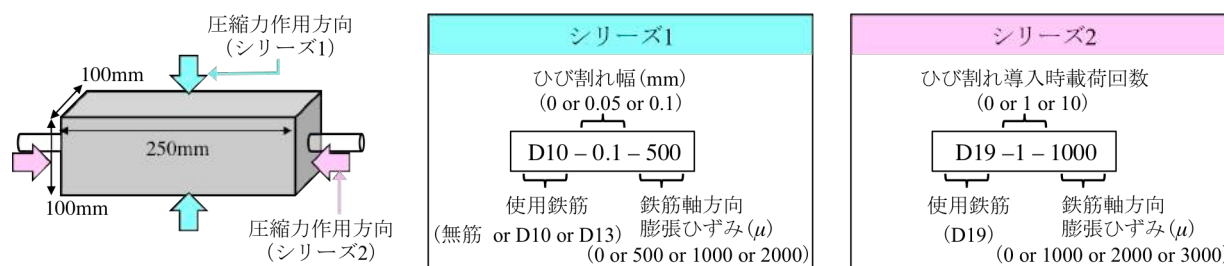 圧縮力作用方向
(シリーズ1)
100mm
250mm
100mm
圧縮力作用方向
(シリーズ2)
シリーズ1
ひび割れ幅(mm)
(0 or 0.05 or 0.1)
D10 – 0.1 – 500
使用鉄筋
(無筋 or D10 or D13)
鉄筋軸方向
膨張ひずみ(μ)
(0 or 500 or 1000 or 2000)
シリーズ2
ひび割れ導入時載荷回数
(0 or 1 or 10)
D19 –1 – 1000
使用鉄筋
(D19)
鉄筋軸方向
膨張ひずみ(μ)
(0 or 1000 or 2000 or 3000)